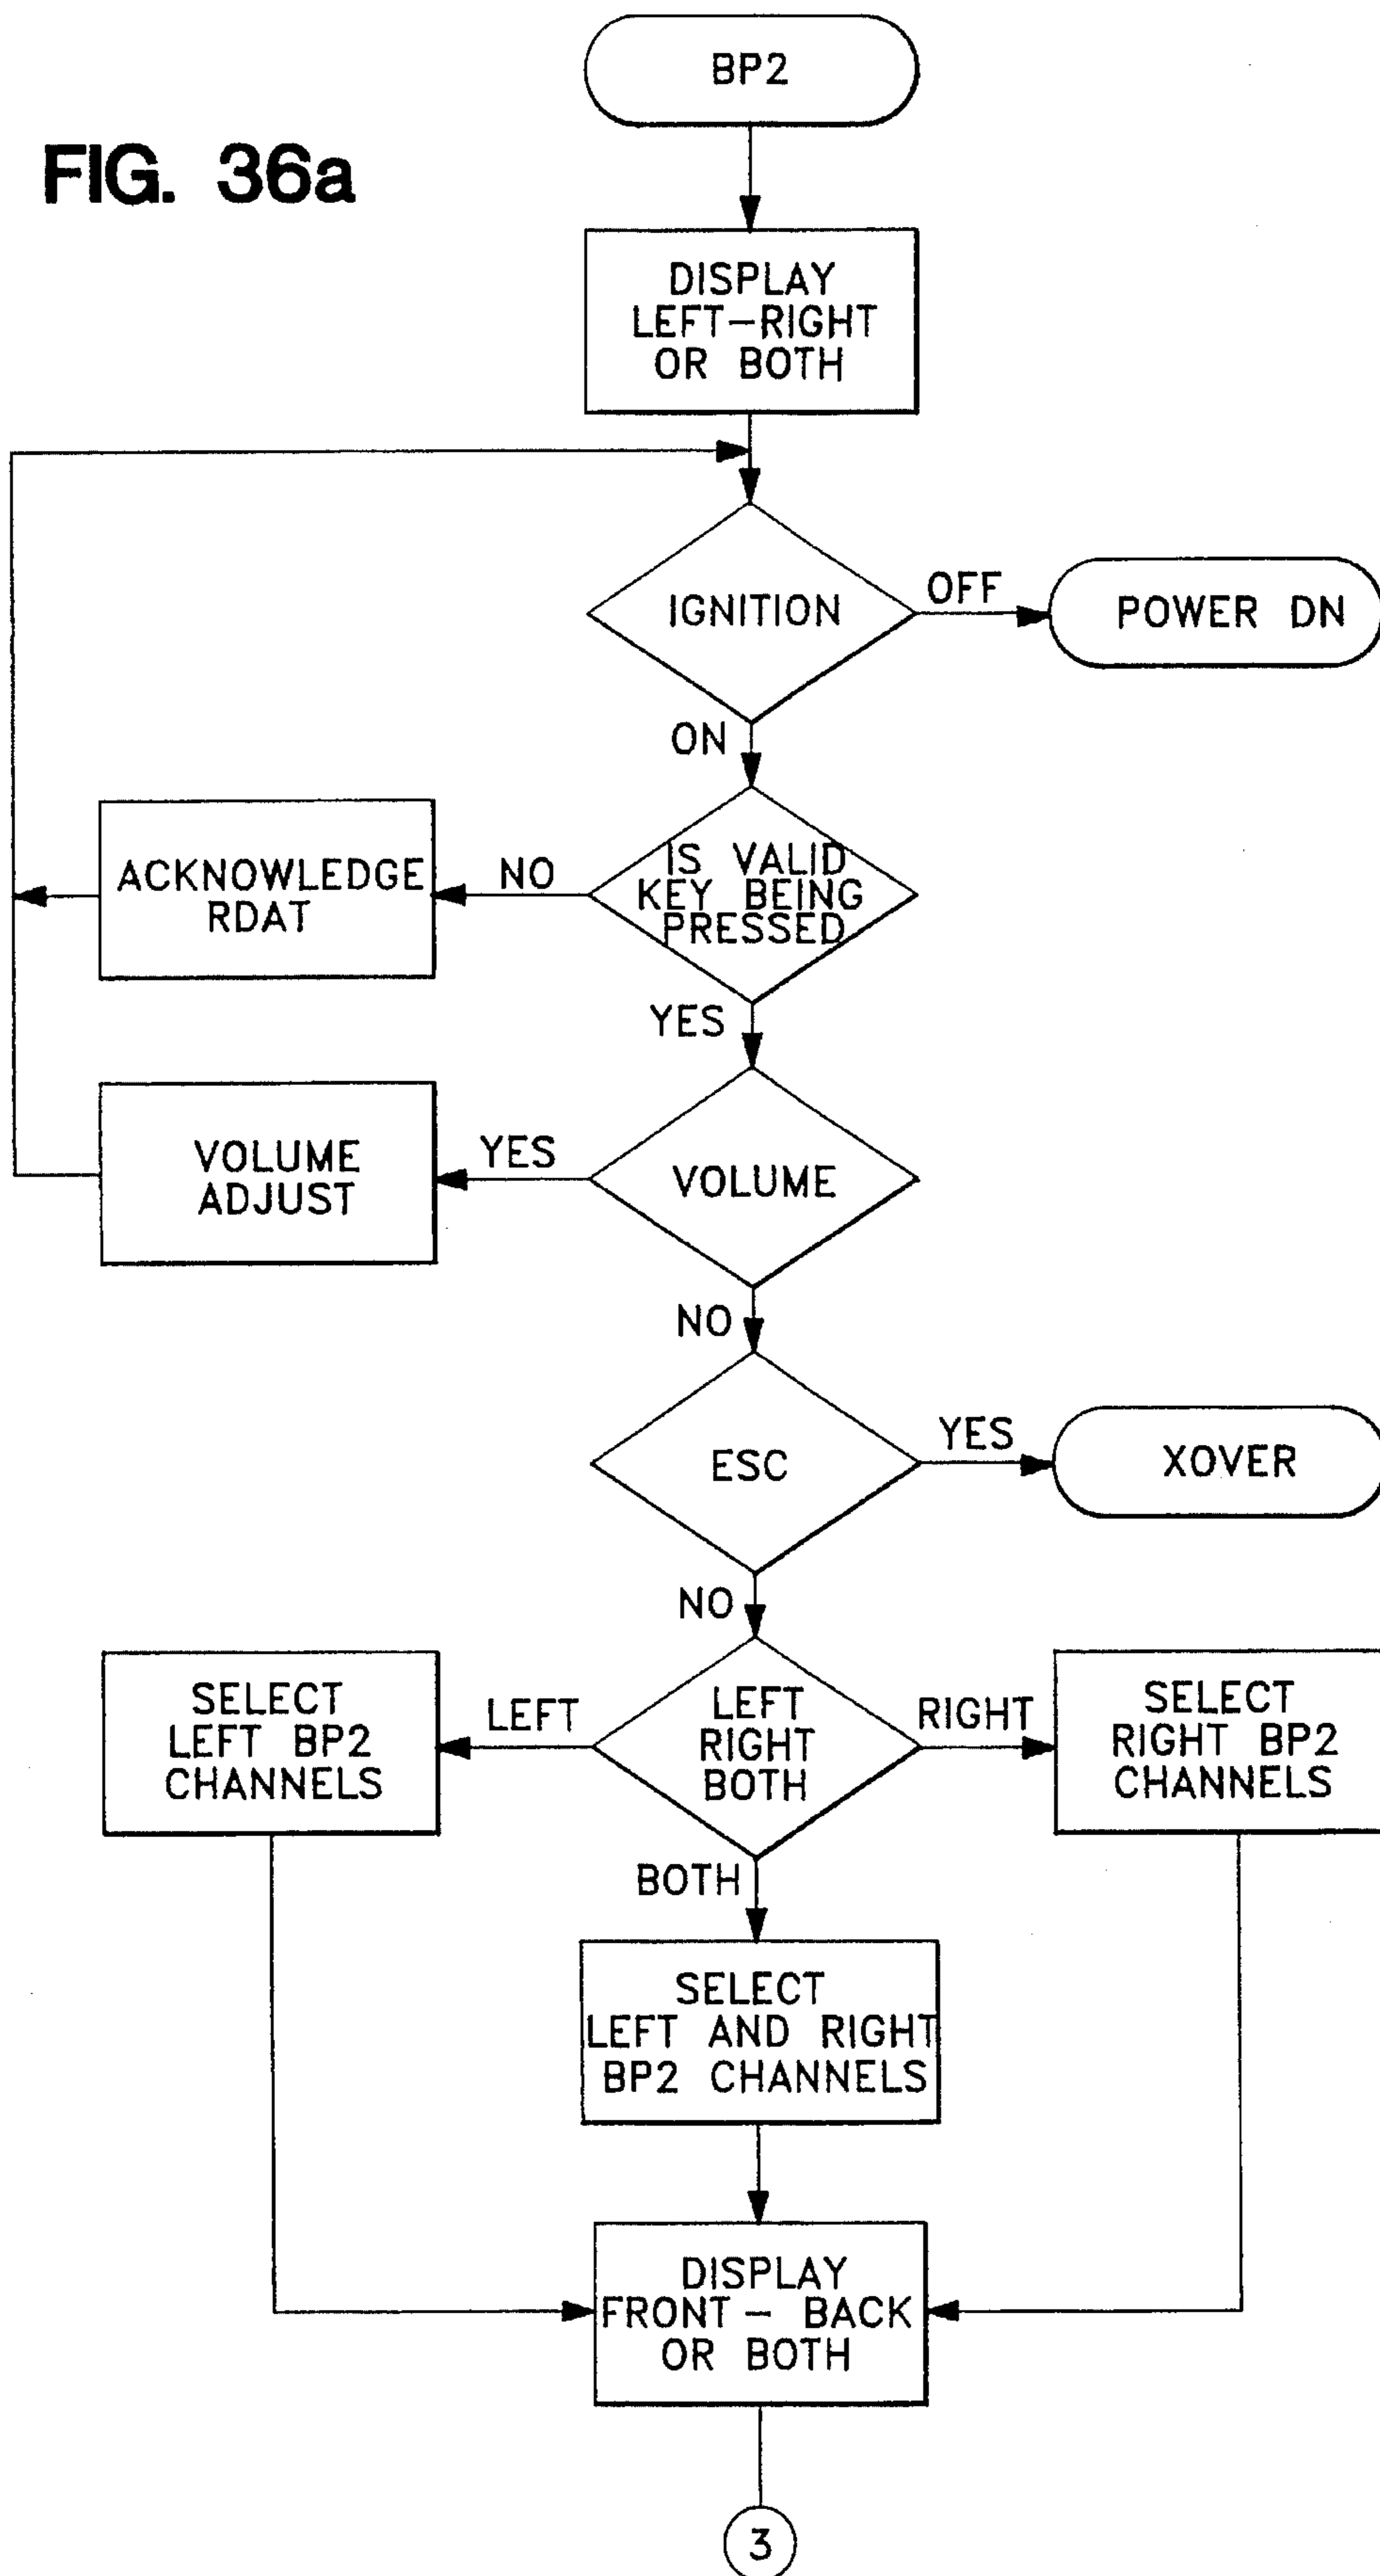 BP2
FIG. 36a
DISPLAY
LEFT-RIGHT
OR BOTH
IGNITION
OFF
POWER DN
ON
IS VALID
KEY BEING
PRESSED
NO
ACKNOWLEDGE
RDAT
YES
VOLUME
YES
VOLUME
ADJUST
NO
ESC
YES
XOVER
NO
LEFT
RIGHT
BOTH
LEFT
SELECT
LEFT BP2
CHANNELS
RIGHT
SELECT
RIGHT BP2
CHANNELS
BOTH
SELECT
LEFT AND RIGHT
BP2 CHANNELS
DISPLAY
FRONT - BACK
OR BOTH
3